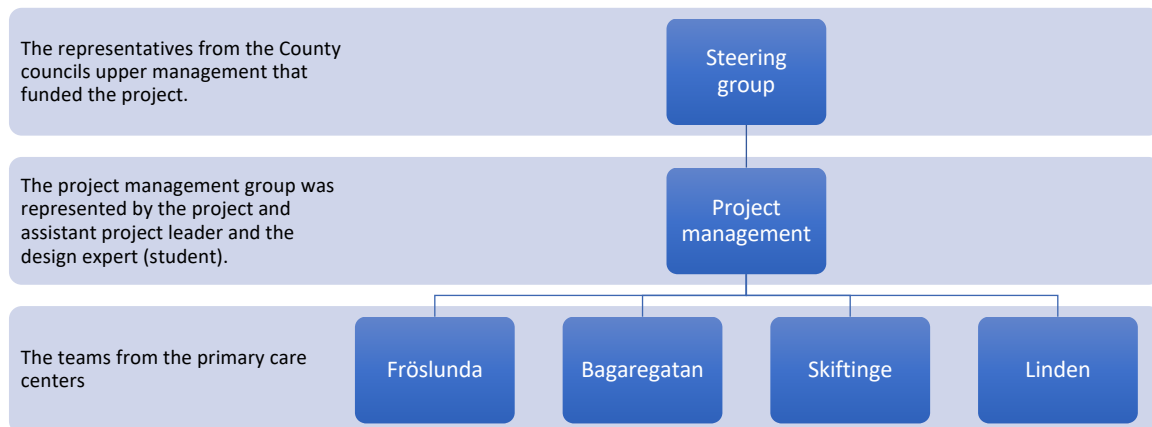 The representatives from the County
councils upper management that
funded the project.
Steering
group
The project management group was
represented by the project and
assistant project leader and the
design expert (student).
Project
management
The teams from the primary care
centers
Fröslunda
Bagaregatan
Skiftinge
Linden